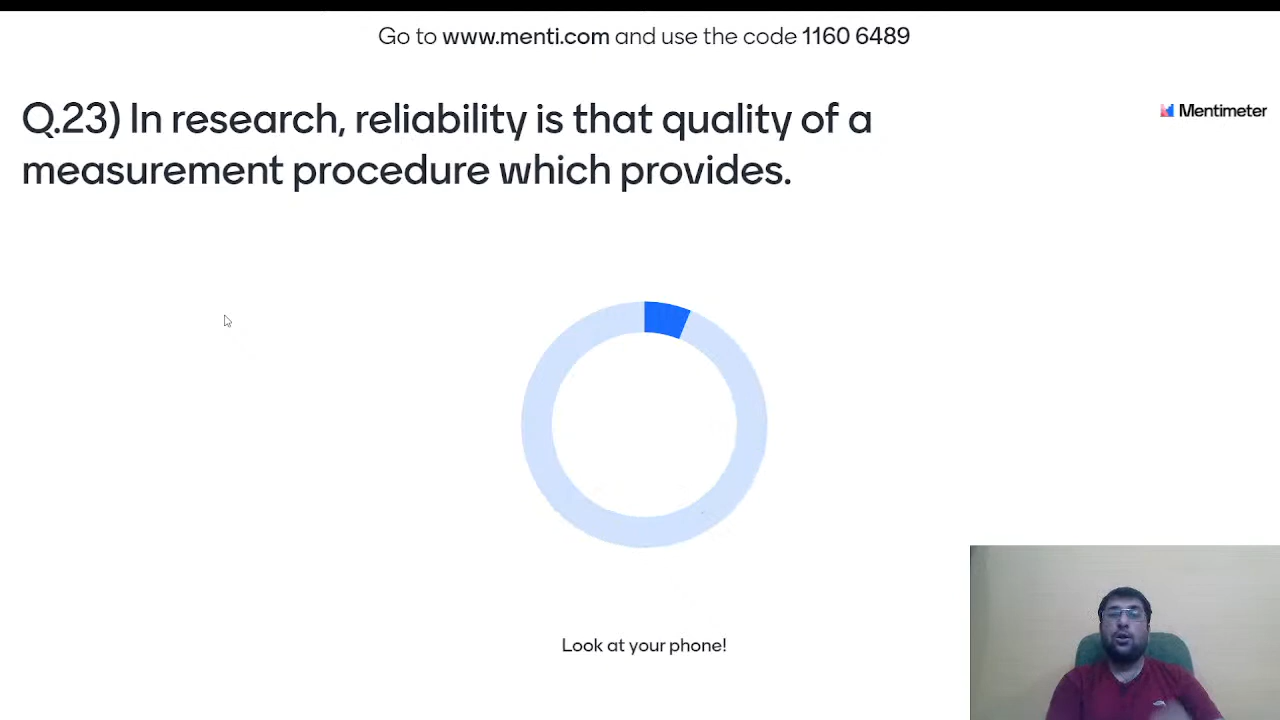 Go to www.menti.com and use the code 1160 6489
Q.23) In research, reliability is that quality of a
measurement procedure which provides.
Mentimeter
Look at your phone!